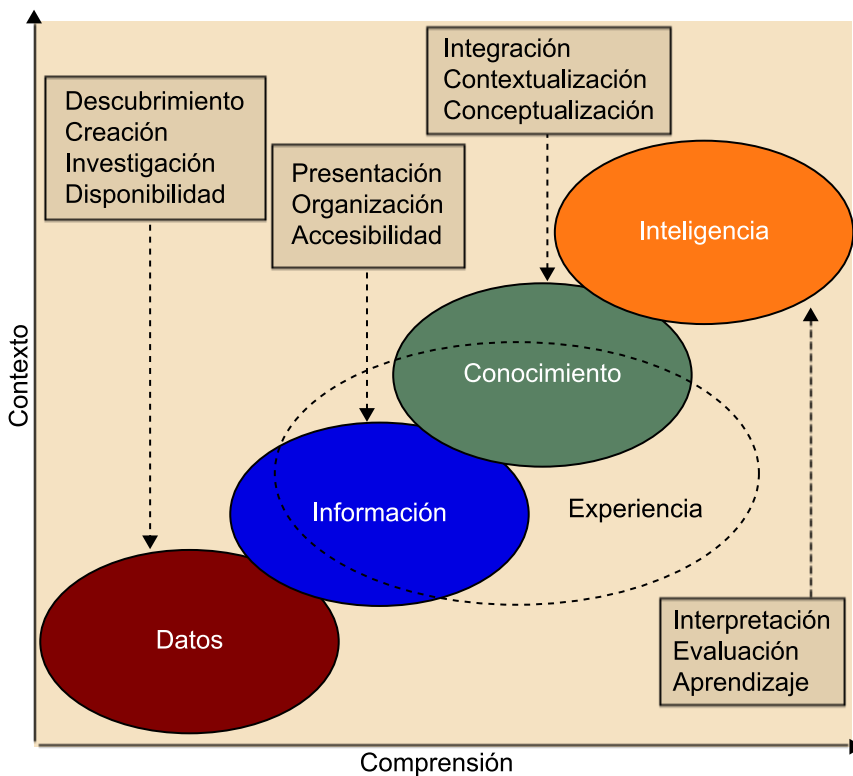 Integración
Contextualización
Conceptualización
Descubrimiento
Creación
Investigación
Disponibilidad
Presentación
Organización
Accesibilidad
Inteligencia
Contexto
Conocimiento
Información
Experiencia
Datos
Interpretación
Evaluación
Aprendizaje
Comprensión